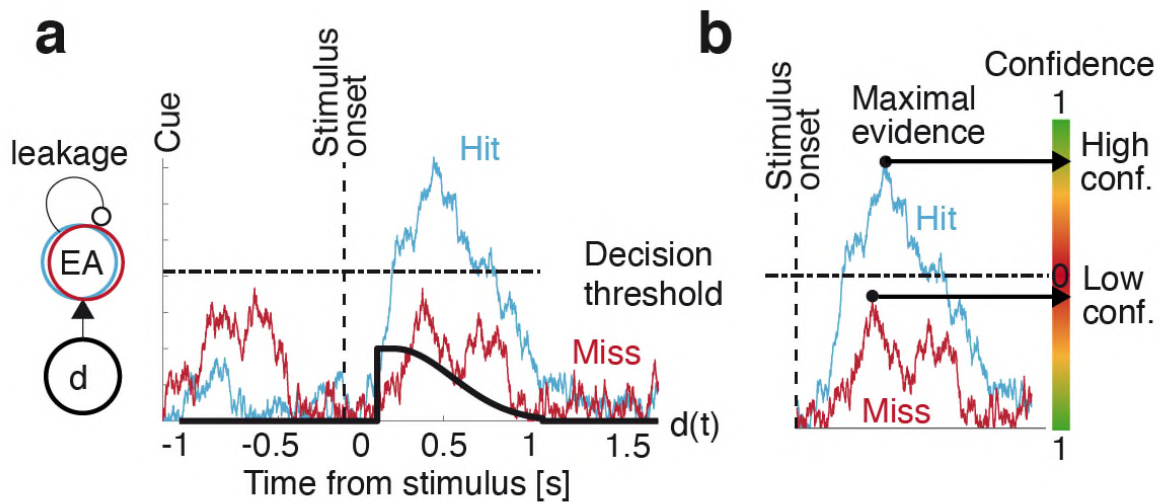 a
leakage
EA
d
Cue
Stimulus
onset
Hit
Decision
threshold
Miss
d(t)
-1
-0.5
0
0.5
1
1.5
Time from stimulus [s]
b
Stimulus
onset
Maximal
evidence
Confidence
1
High
conf.
Hit
0
Low
conf.
Miss
1